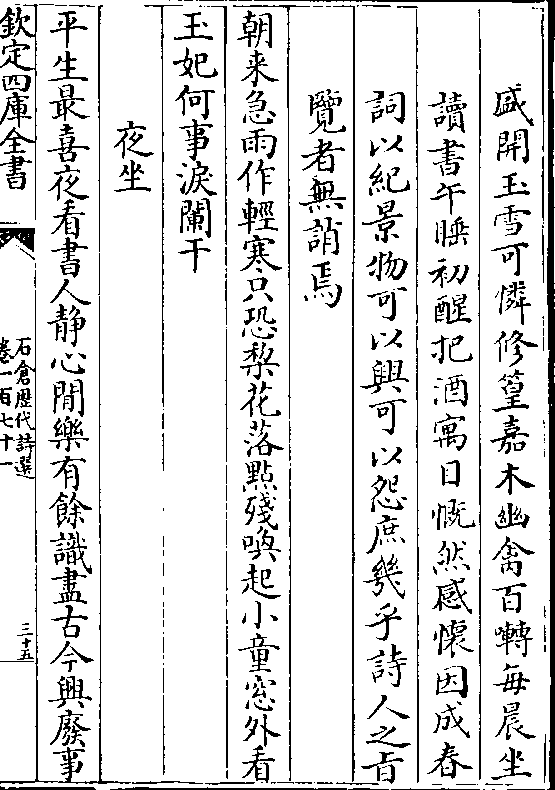 盛開玉雪可憐修篁嘉木幽禽百囀每晨坐
讀書午睡初醒把酒寓目慨然感懷因成春
詞以紀景物可以興可以怨庶幾乎詩人之旨
覽者無誚焉
朝来急雨作輕寒只恐梨花落點殘喚起小童窓外看
玉妃何事淚闌干
夜坐
平生最喜夜看書人静心閒樂有餘識盡古今興廢事
欽定四庫全書
石倉歴代詩選
卷一百七十一
三十五